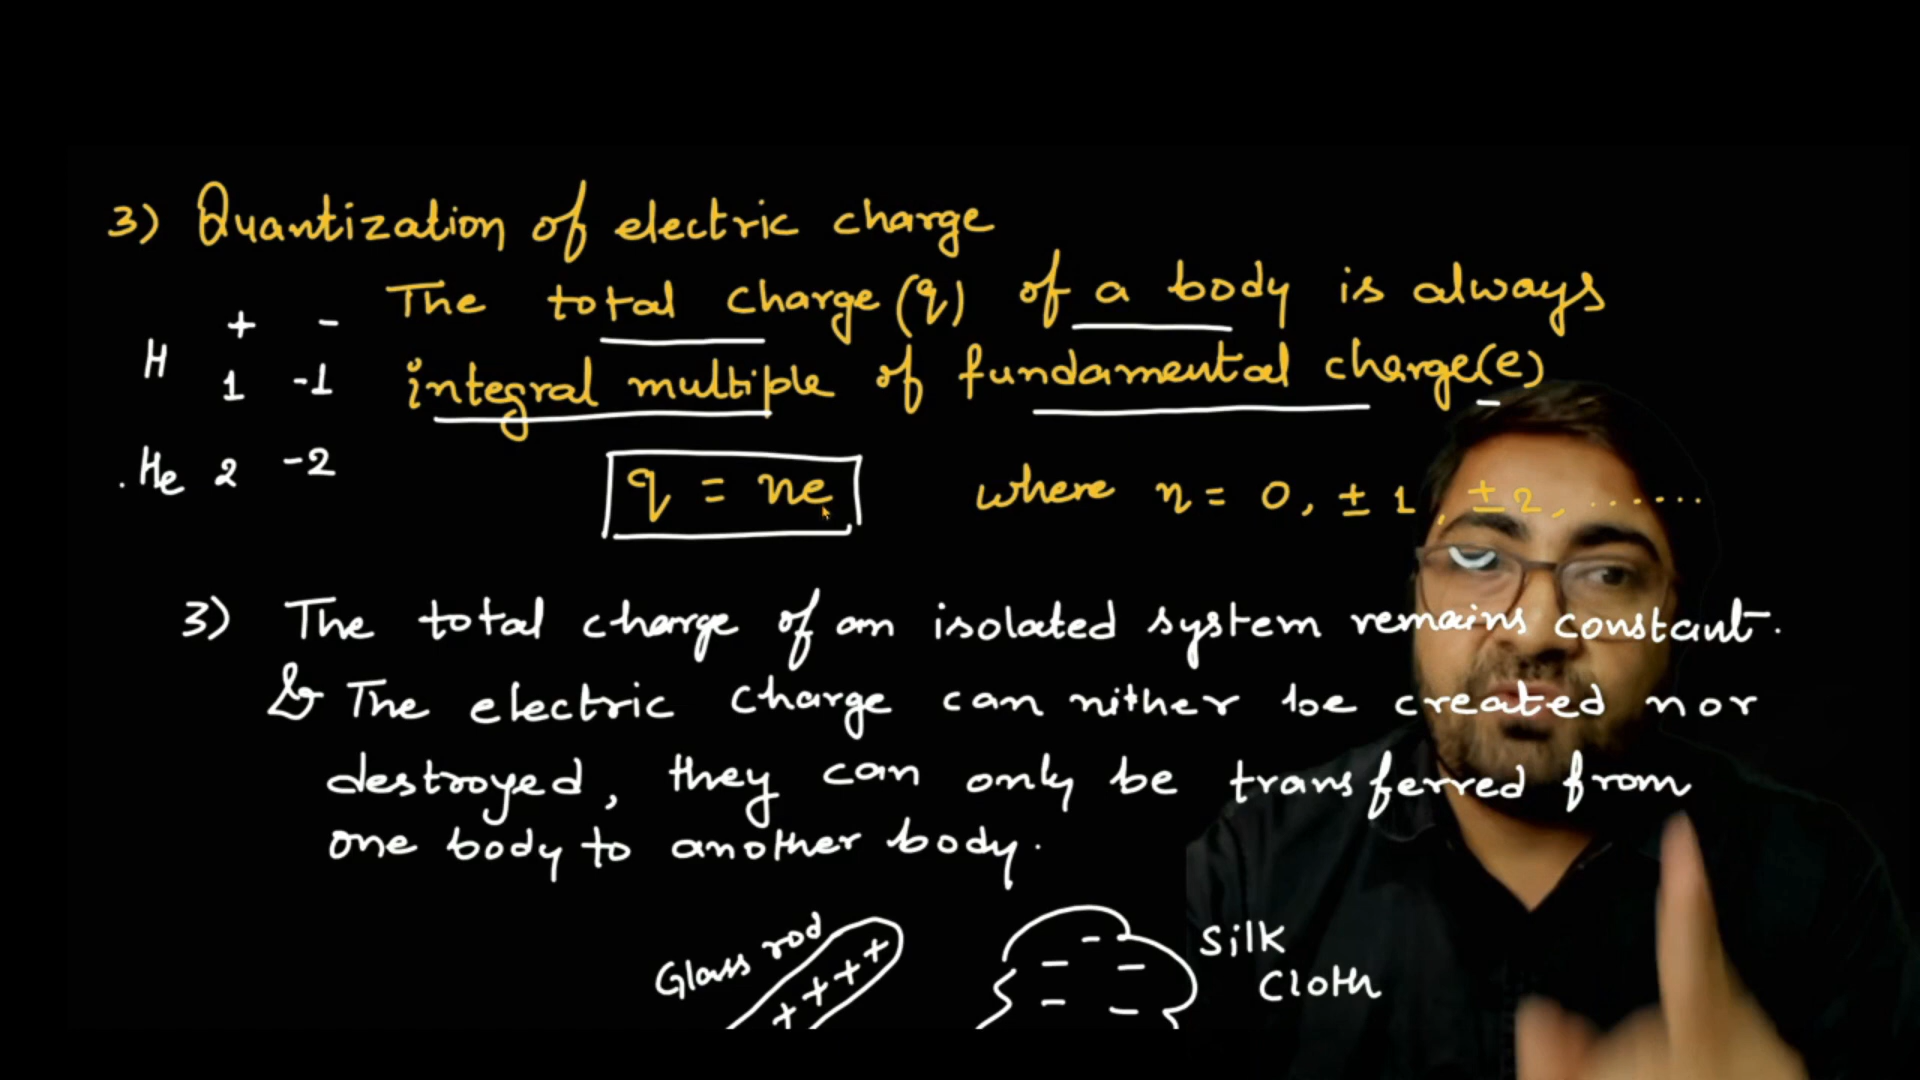 3) Quantization of electric charge
The total charge (q) of a body is always
integral multiple of fundamental charge(e)
+ -
H 1 -1
He 2 -2
q = ne where n = 0, ± 1, ± 2, ......
3) The total charge of an isolated system remains constant.
& The electric charge can nither be created nor
destroyed, they can only be transferred from
one body to another body.
Glass rod
+ + + +
Silk
Cloth
- - - - -